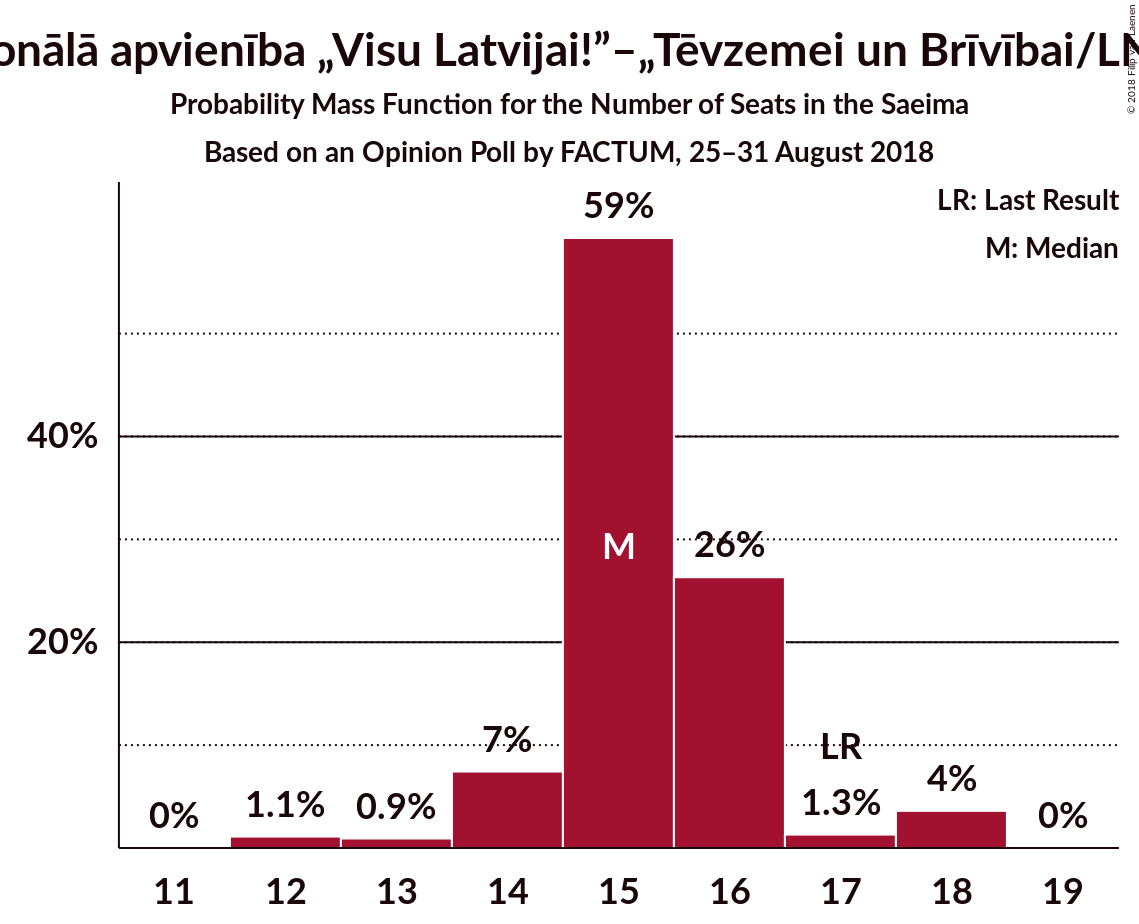 onālā apvienība „Visu Latvijai!”–„Tēvzemei un Brīvībai/LN
Probability Mass Function for the Number of Seats in the Saeima
Based on an Opinion Poll by FACTUM, 25–31 August 2018
© 2018 Filip van Laenen
LR: Last Result
M: Median
59%
40%
M
26%
20%
7%
LR
4%
0%
1.1%
0.9%
1.3%
0%
11 12 13 14 15 16 17 18 19